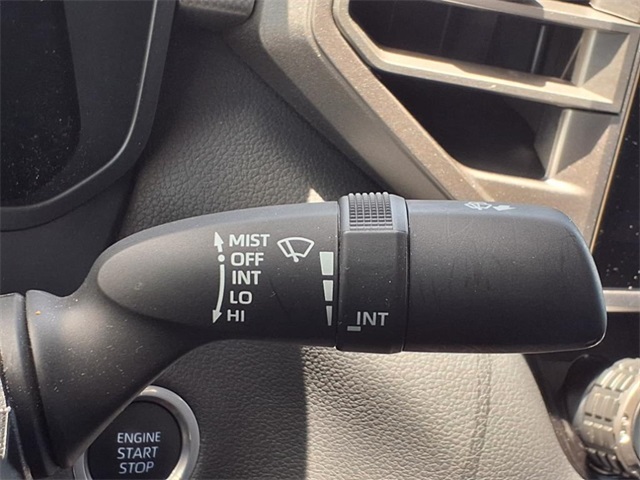 MIST
OFF
INT
LO
HI
INT
ENGINE
START
STOP